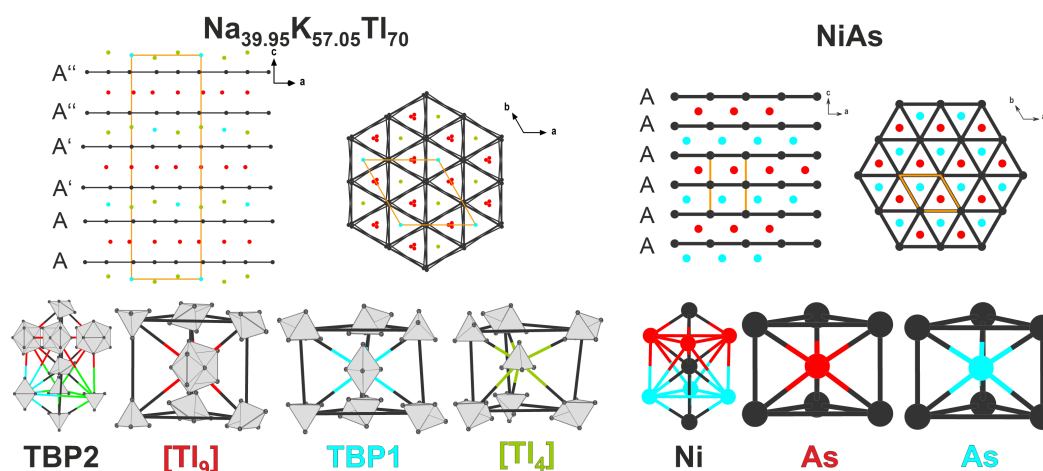 Na39.95K57.05Tl70
NiAs
c
a
A"
A"
A'
A'
A
A
b
a
A
A
A
A
A
A
c
a
b
a
TBP2
[Tl9]
TBP1
[Tl4]
Ni
As
As